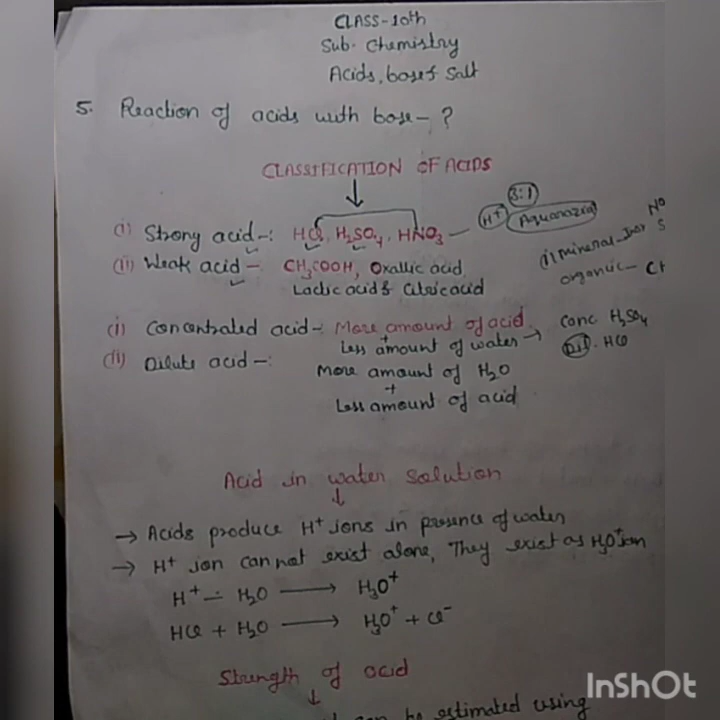 CLASS-10th
Sub. Chemistry
Acids, bases Salt
5. Reaction of acids with base - ?
CLASSIFICATION OF ACIDS
3:1
(i) Strong acid -: HCl, H₂SO₄, HNO₃ — H⁺
(ii) Weak acid - CH₃COOH, Oxallic acid
Lactic acid & Citric acid
(i) mineral-
organic-
(i) Concentrated acid -: More amount of acid
+
Less amount of water → Conc H₂SO₄
(ii) Dilute acid -: More amount of H₂O
Dil. HCl
+
Less amount of acid
Acid in water solution
→ Acids produce H⁺ ions in presence of water
→ H⁺ ion can not exist alone, They exist as H₃O⁺ ion
H⁺ - H₂O → H₃O⁺
HCl + H₂O → H₃O⁺ + Cl⁻
Strength of acid
be estimated using
InShOt